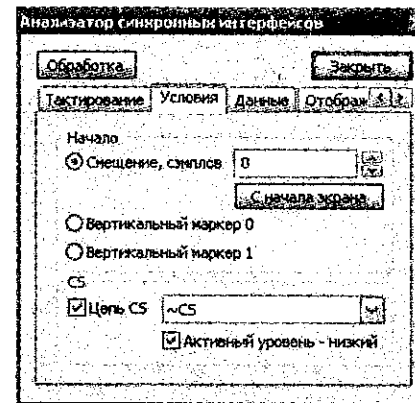 Анализатор синхронных интерфейсов
Обработка Закрыть
Тактирование Условия Данные Отображ
Начало
Смещение, сэмплов 0
С начала экрана
Вертикальный маркер 0
Вертикальный маркер 1
CS
Цепь CS ~CS
Активный уровень - низкий